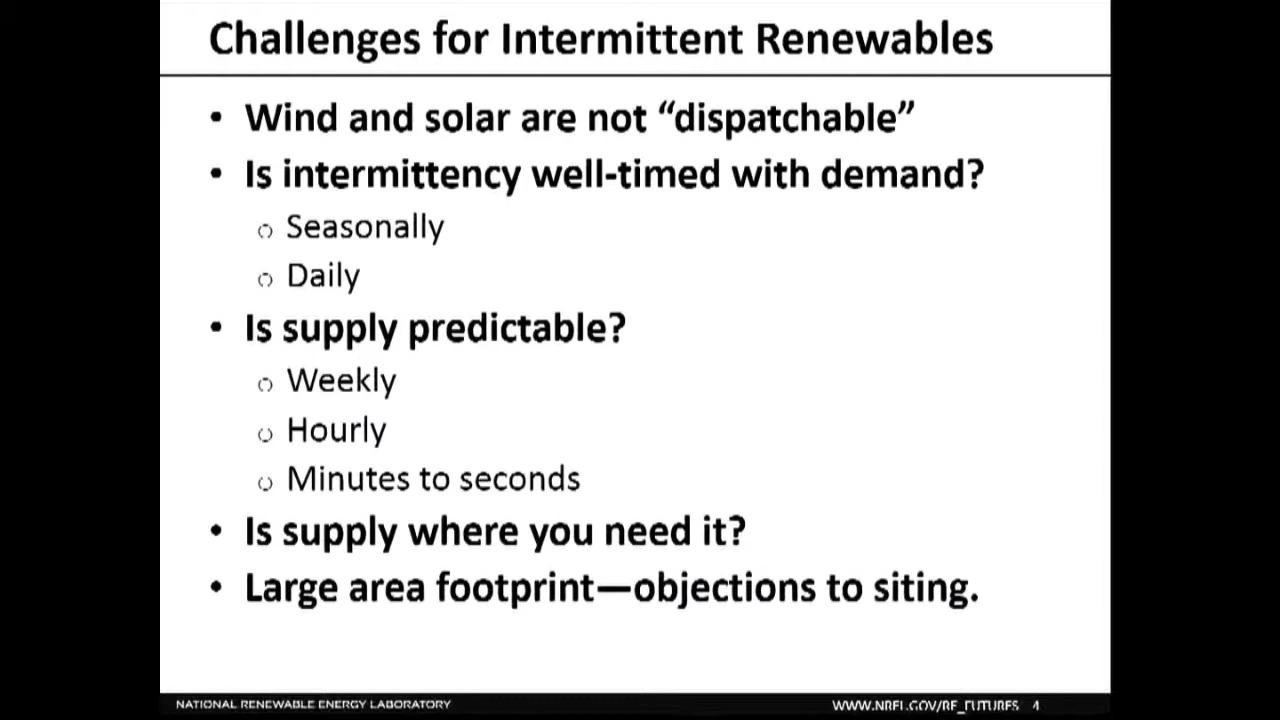 Challenges for Intermittent Renewables
• Wind and solar are not “dispatchable”
• Is intermittency well-timed with demand?
○ Seasonally
○ Daily
• Is supply predictable?
○ Weekly
○ Hourly
○ Minutes to seconds
• Is supply where you need it?
• Large area footprint—objections to siting.
NATIONAL RENEWABLE ENERGY LABORATORY
WWW.NREL.GOV/RE_FUTURES 4